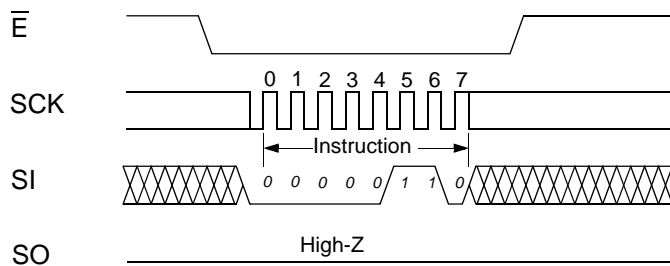 E̅
SCK 0 1 2 3 4 5 6 7
Instruction
SI 0 0 0 0 0 1 1 0
High-Z
SO